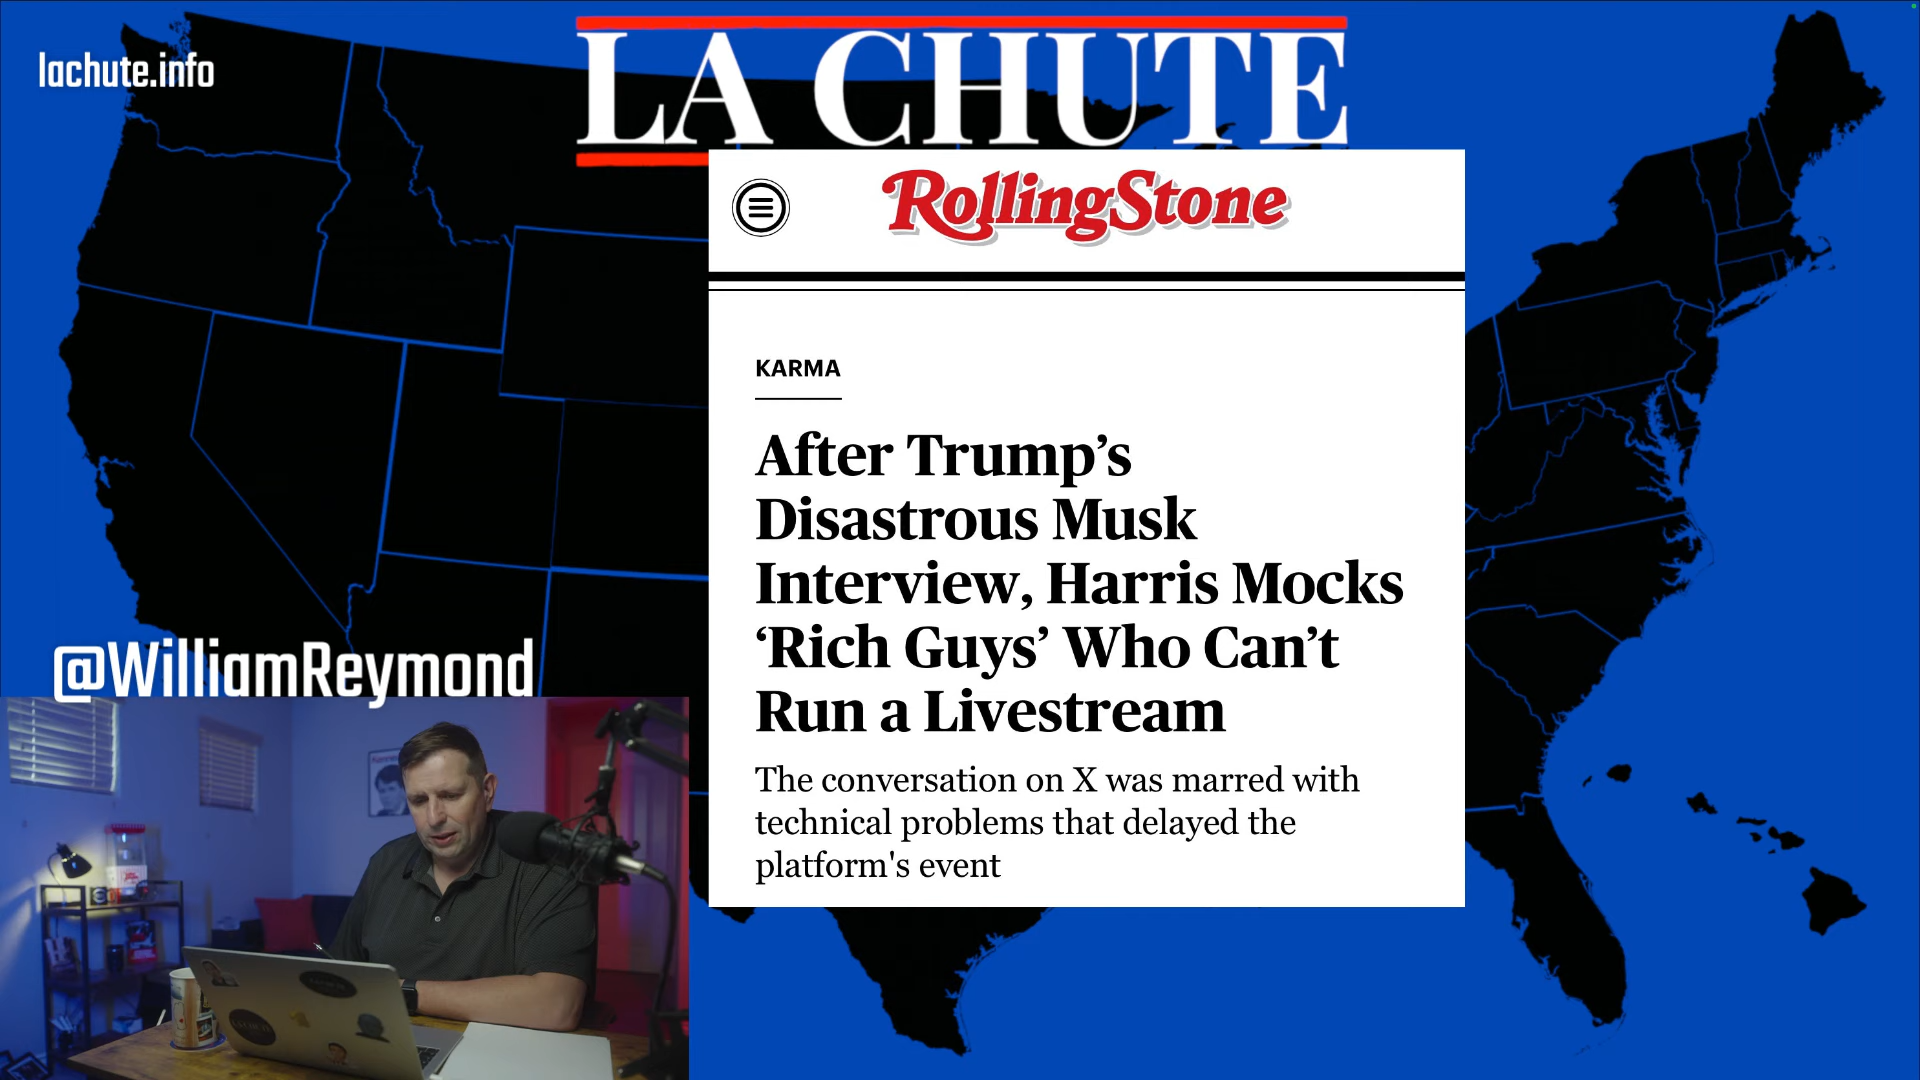 lachute.info
LA CHUTE
RollingStone
KARMA
After Trump’s
Disastrous Musk
Interview, Harris Mocks
‘Rich Guys’ Who Can’t
Run a Livestream
The conversation on X was marred with
technical problems that delayed the
platform's event
@WilliamReymond